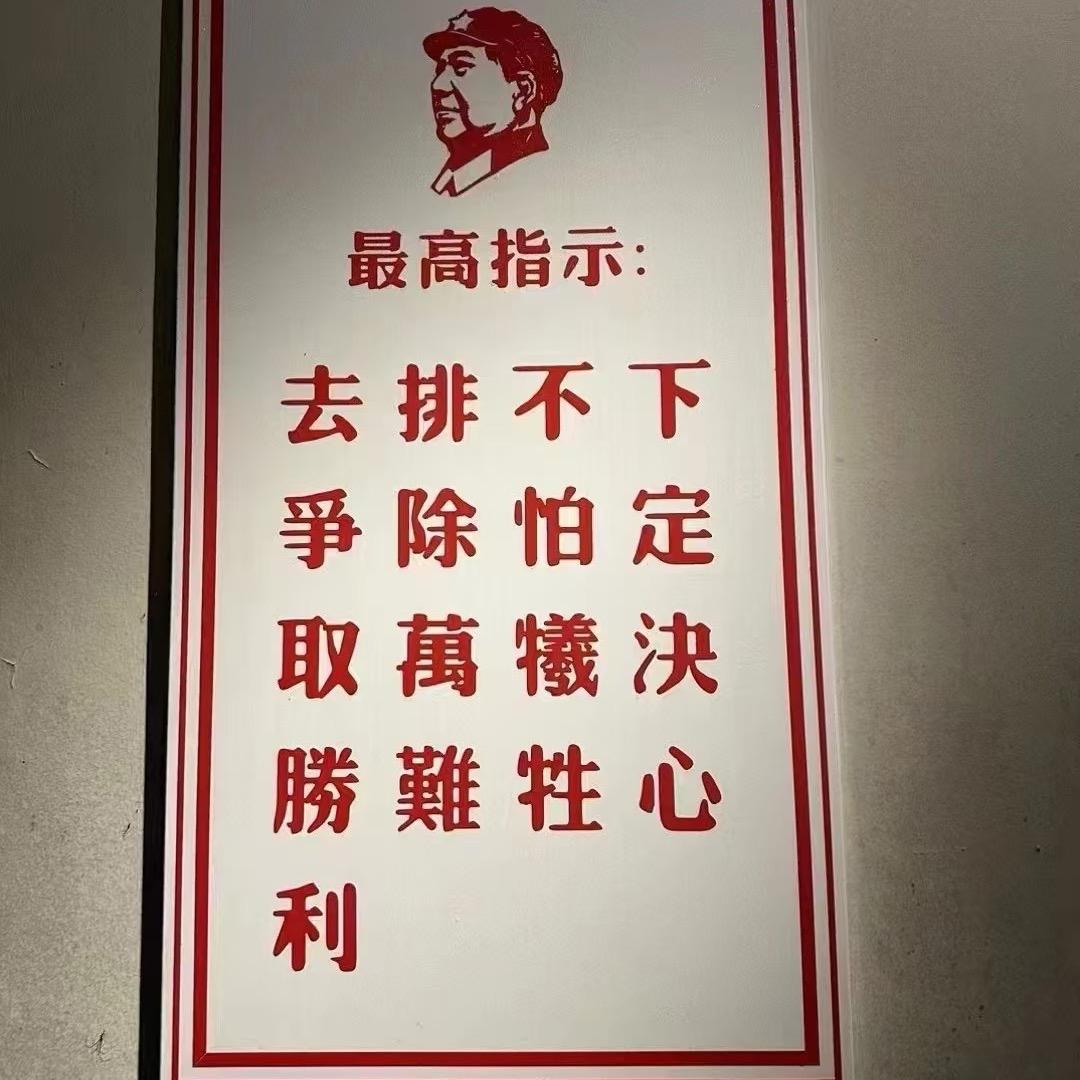 最高指示:
下定決心
不怕犧牲
排除萬難
去爭取勝利